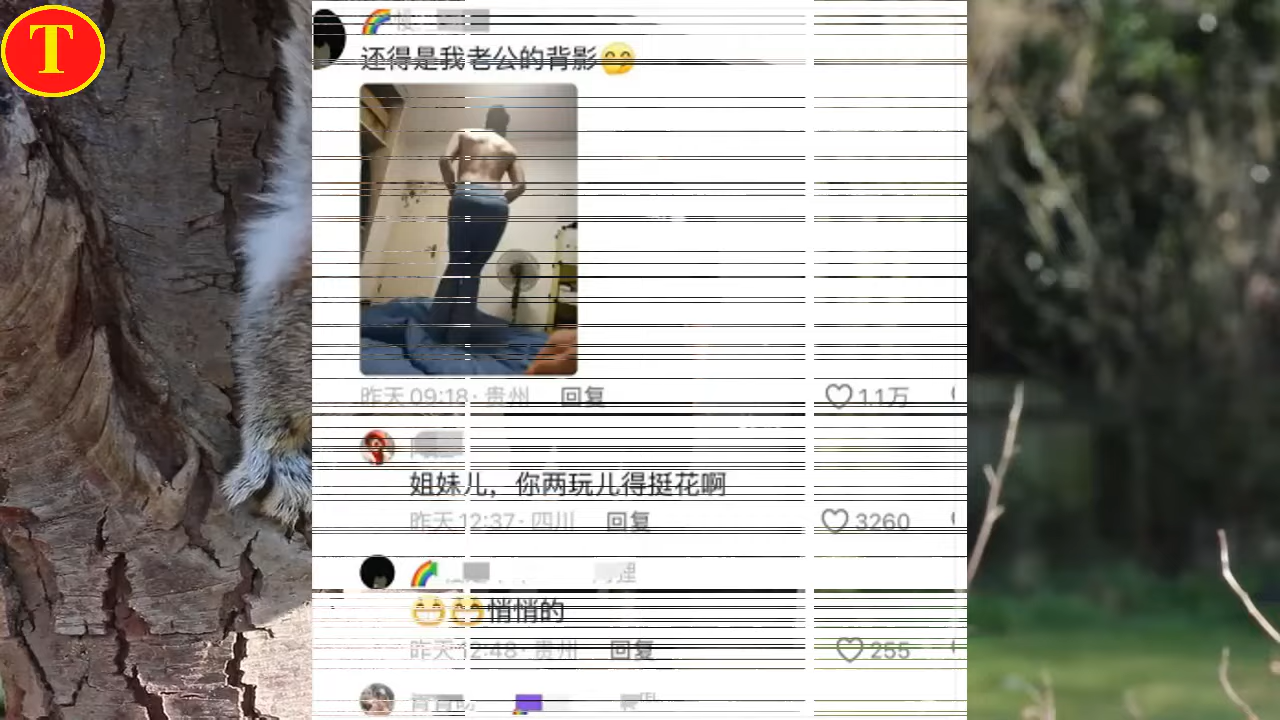 T
还得是我老公的背影
昨天 09:18 · 贵州 回复 1.1万
姐妹儿，你两玩儿得挺花啊
昨天 12:37 · 四川 回复 3260
悄悄的
昨天 12:48 · 贵州 回复 255